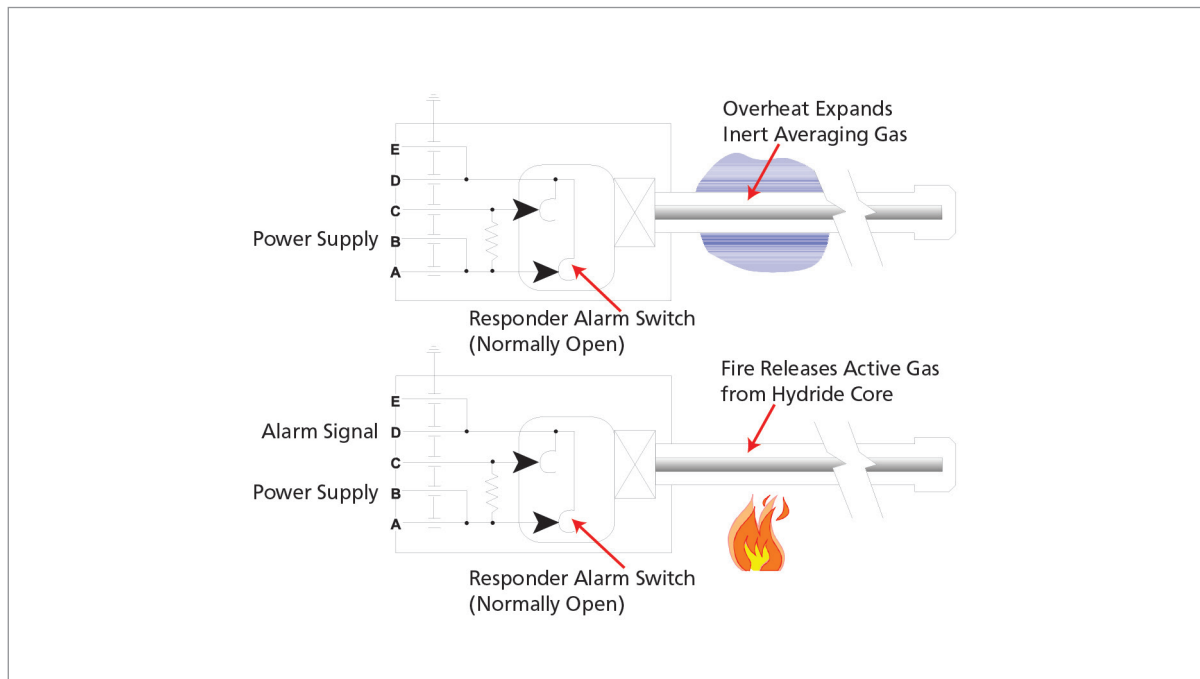 Overheat Expands
Inert Averaging Gas
E
D
C
Power Supply B
A
Responder Alarm Switch
(Normally Open)
Fire Releases Active Gas
from Hydride Core
E
Alarm Signal D
C
Power Supply B
A
Responder Alarm Switch
(Normally Open)